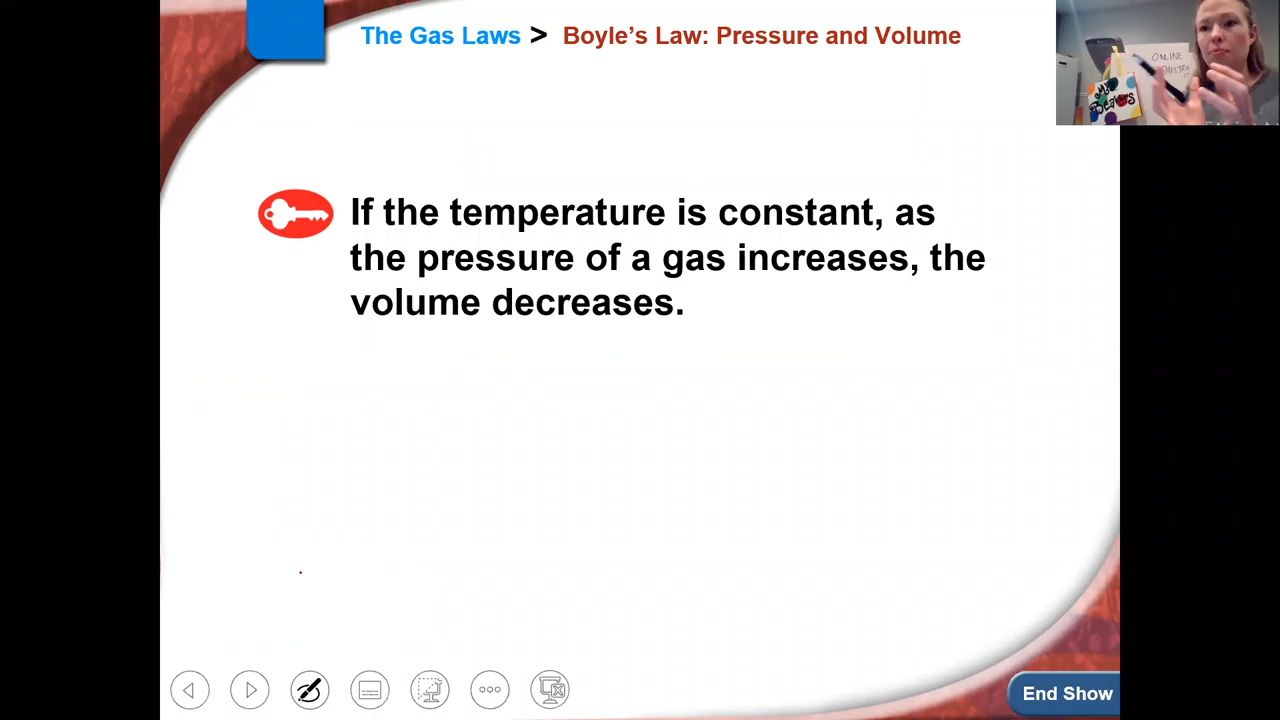 The Gas Laws > Boyle's Law: Pressure and Volume
ONLINE
If the temperature is constant, as
the pressure of a gas increases, the
volume decreases.
End Show